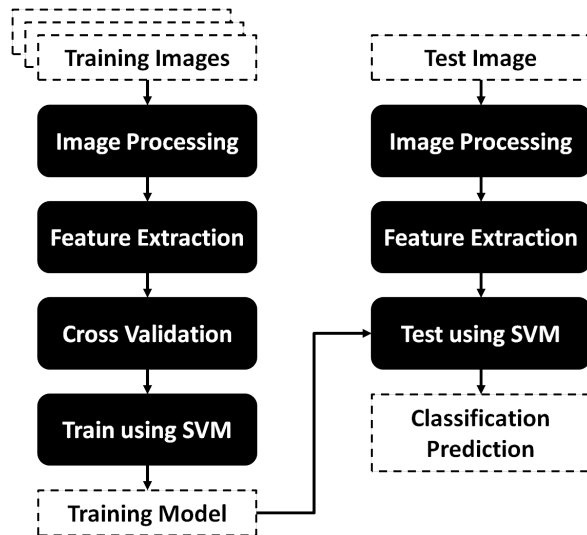 Training Images
Image Processing
Feature Extraction
Cross Validation
Train using SVM
Training Model
Test Image
Image Processing
Feature Extraction
Test using SVM
Classification
Prediction